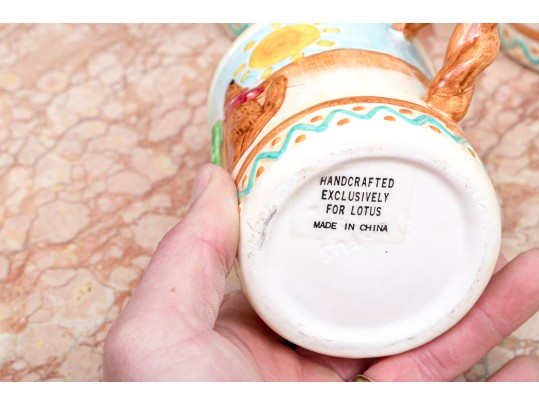 HANDCRAFTED
EXCLUSIVELY
FOR LOTUS
MADE IN CHINA